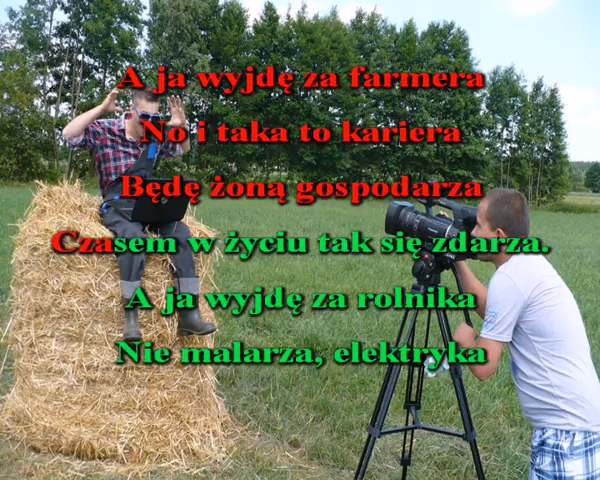 A ja wyjdę za farmera
No i taka to kariera
Będę żoną gospodarza
Czasem w życiu tak się zdarza.
A ja wyjdę za rolnika
Nie malarza, elektryka